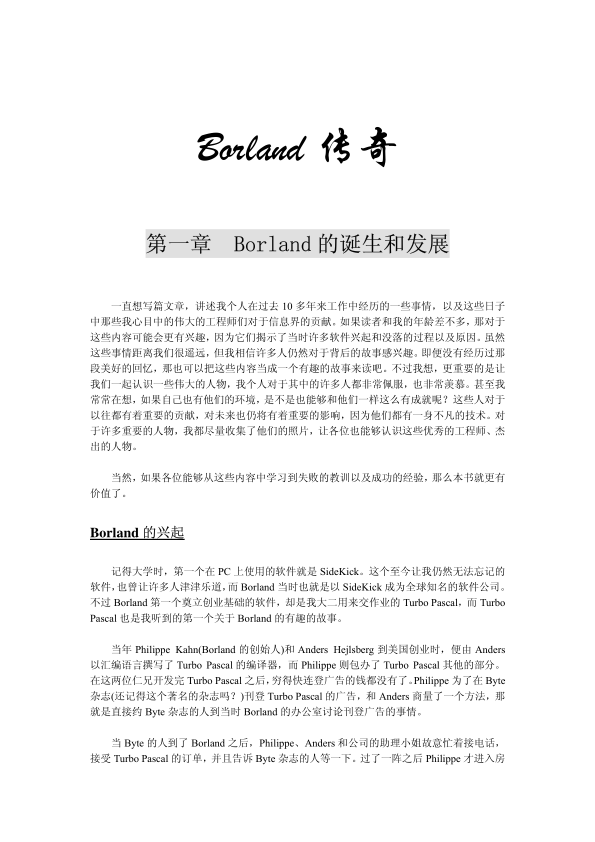 Borland 传奇
第一章　Borland 的诞生和发展
一直想写篇文章，讲述我个人在过去 10 多年来工作中经历的一些事情，以及这些日子
中那些我心目中的伟大的工程师们对于信息界的贡献。如果读者和我的年龄差不多，那对于
这些内容可能会更有兴趣，因为它们揭示了当时许多软件兴起和没落的过程以及原因。虽然
这些事情距离我们很遥远，但我相信许多人仍然对于背后的故事感兴趣。即便没有经历过那
段美好的回忆，那也可以把这些内容当成一个有趣的故事来读吧。不过我想，更重要的是让
我们一起认识一些伟大的人物，我个人对于其中的许多人都非常佩服，也非常羡慕。甚至我
常常在想，如果自己也有他们的环境，是不是也能够和他们一样这么有成就呢？这些人对于
以往都有着重要的贡献，对未来也仍将有着重要的影响，因为他们都有一身不凡的技术。对
于许多重要的人物，我都尽量收集了他们的照片，让各位也能够认识这些优秀的工程师、杰
出的人物。
当然，如果各位能够从这些内容中学习到失败的教训以及成功的经验，那么本书就更有
价值了。
Borland 的兴起
记得大学时，第一个在 PC 上使用的软件就是 SideKick。这个至今让我仍然无法忘记的
软件，也曾让许多人津津乐道，而 Borland 当时也就是以 SideKick 成为全球知名的软件公司。
不过 Borland 第一个奠立创业基础的软件，却是我大二用来交作业的 Turbo Pascal，而 Turbo
Pascal 也是我听到的第一个关于 Borland 的有趣的故事。
当年 Philippe Kahn(Borland 的创始人)和 Anders Hejlsberg 到美国创业时，便由 Anders
以汇编语言撰写了 Turbo Pascal 的编译器，而 Philippe 则包办了 Turbo Pascal 其他的部分。
在这两位仁兄开发完 Turbo Pascal 之后，穷得快连登广告的钱都没有了。Philippe 为了在 Byte
杂志(还记得这个著名的杂志吗？)刊登 Turbo Pascal 的广告，和 Anders 商量了一个方法，那
就是直接约 Byte 杂志的人到当时 Borland 的办公室讨论刊登广告的事情。
当 Byte 的人到了 Borland 之后，Philippe、Anders 和公司的助理小姐故意忙着接电话，
接受 Turbo Pascal 的订单，并且告诉 Byte 杂志的人等一下。过了一阵之后 Philippe 才进入房